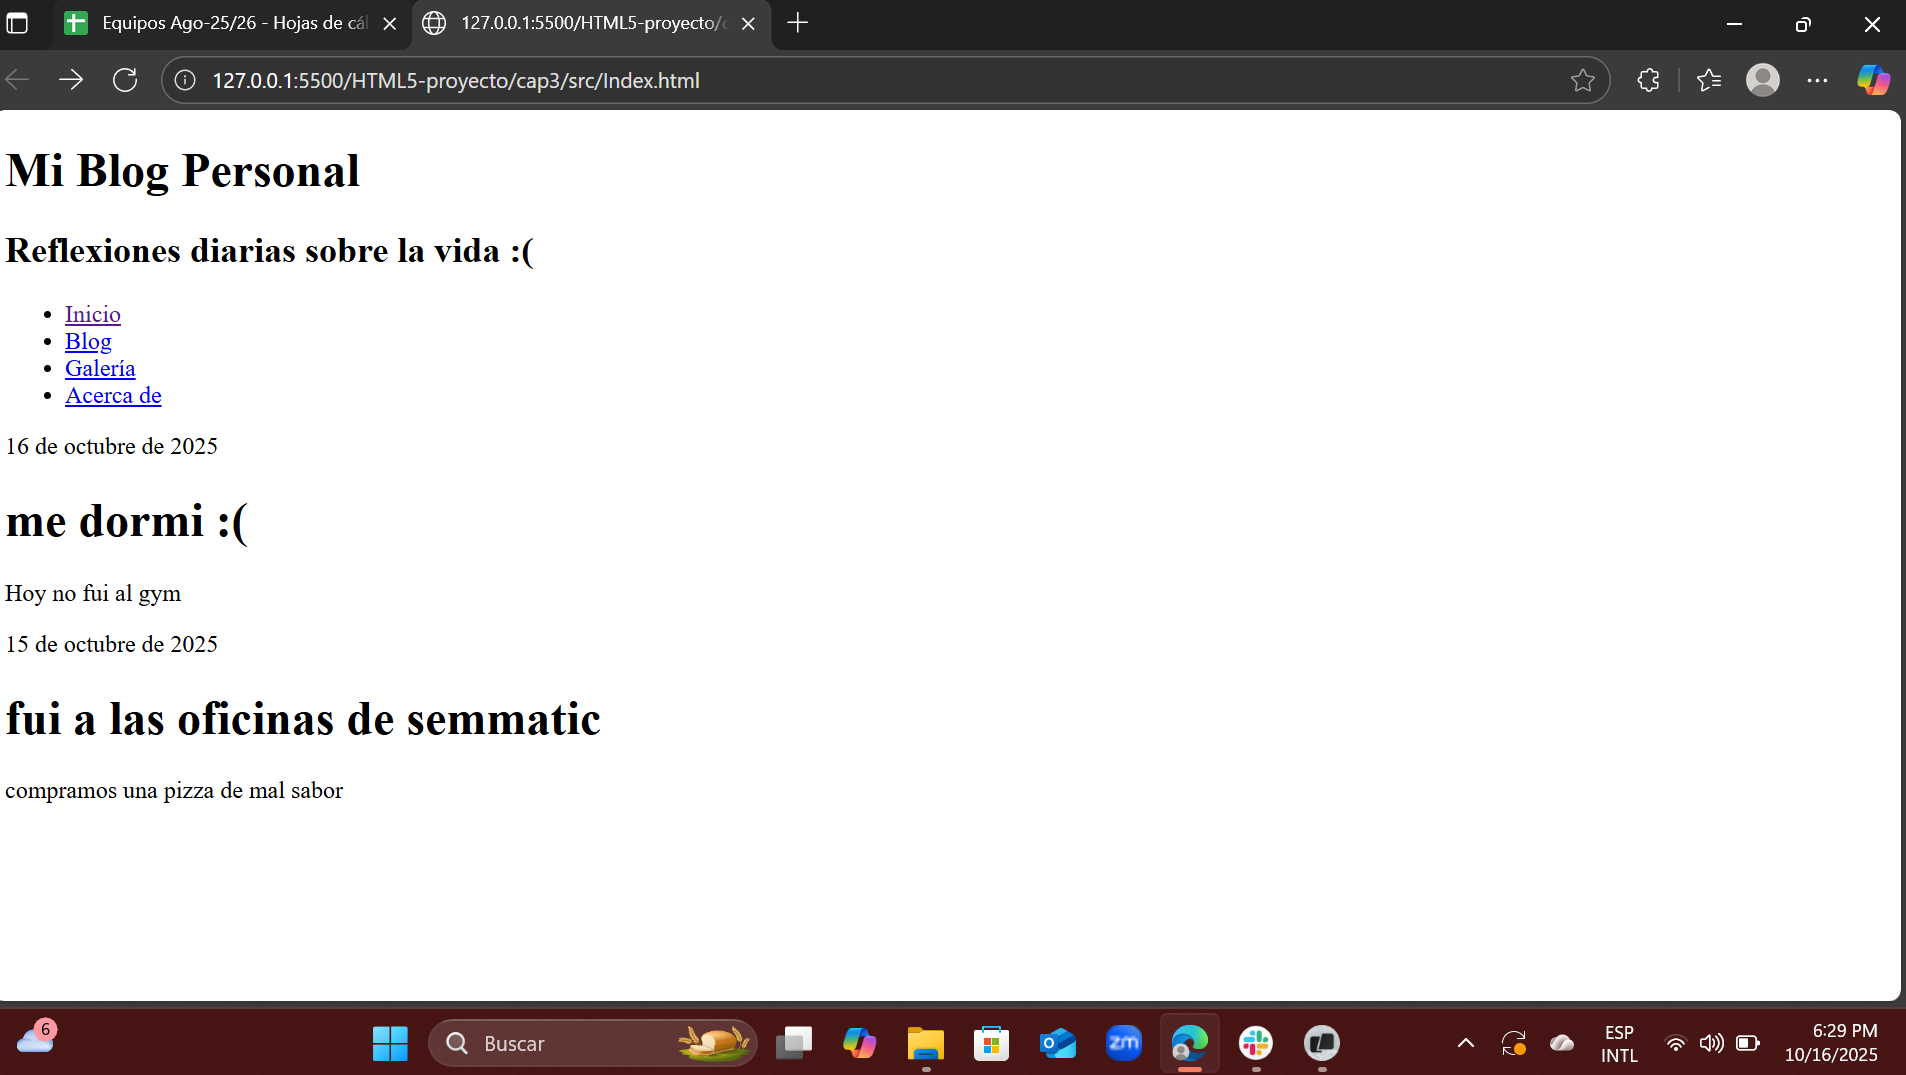 Equipos Ago-25/26 - Hojas de cál
127.0.0.1:5500/HTML5-proyecto/c
127.0.0.1:5500/HTML5-proyecto/cap3/src/Index.html
Mi Blog Personal
Reflexiones diarias sobre la vida :(
Inicio
Blog
Galería
Acerca de
16 de octubre de 2025
me dormi :(
Hoy no fui al gym
15 de octubre de 2025
fui a las oficinas de semmatic
compramos una pizza de mal sabor
6
Buscar
zm
ESP
INTL
6:29 PM
10/16/2025